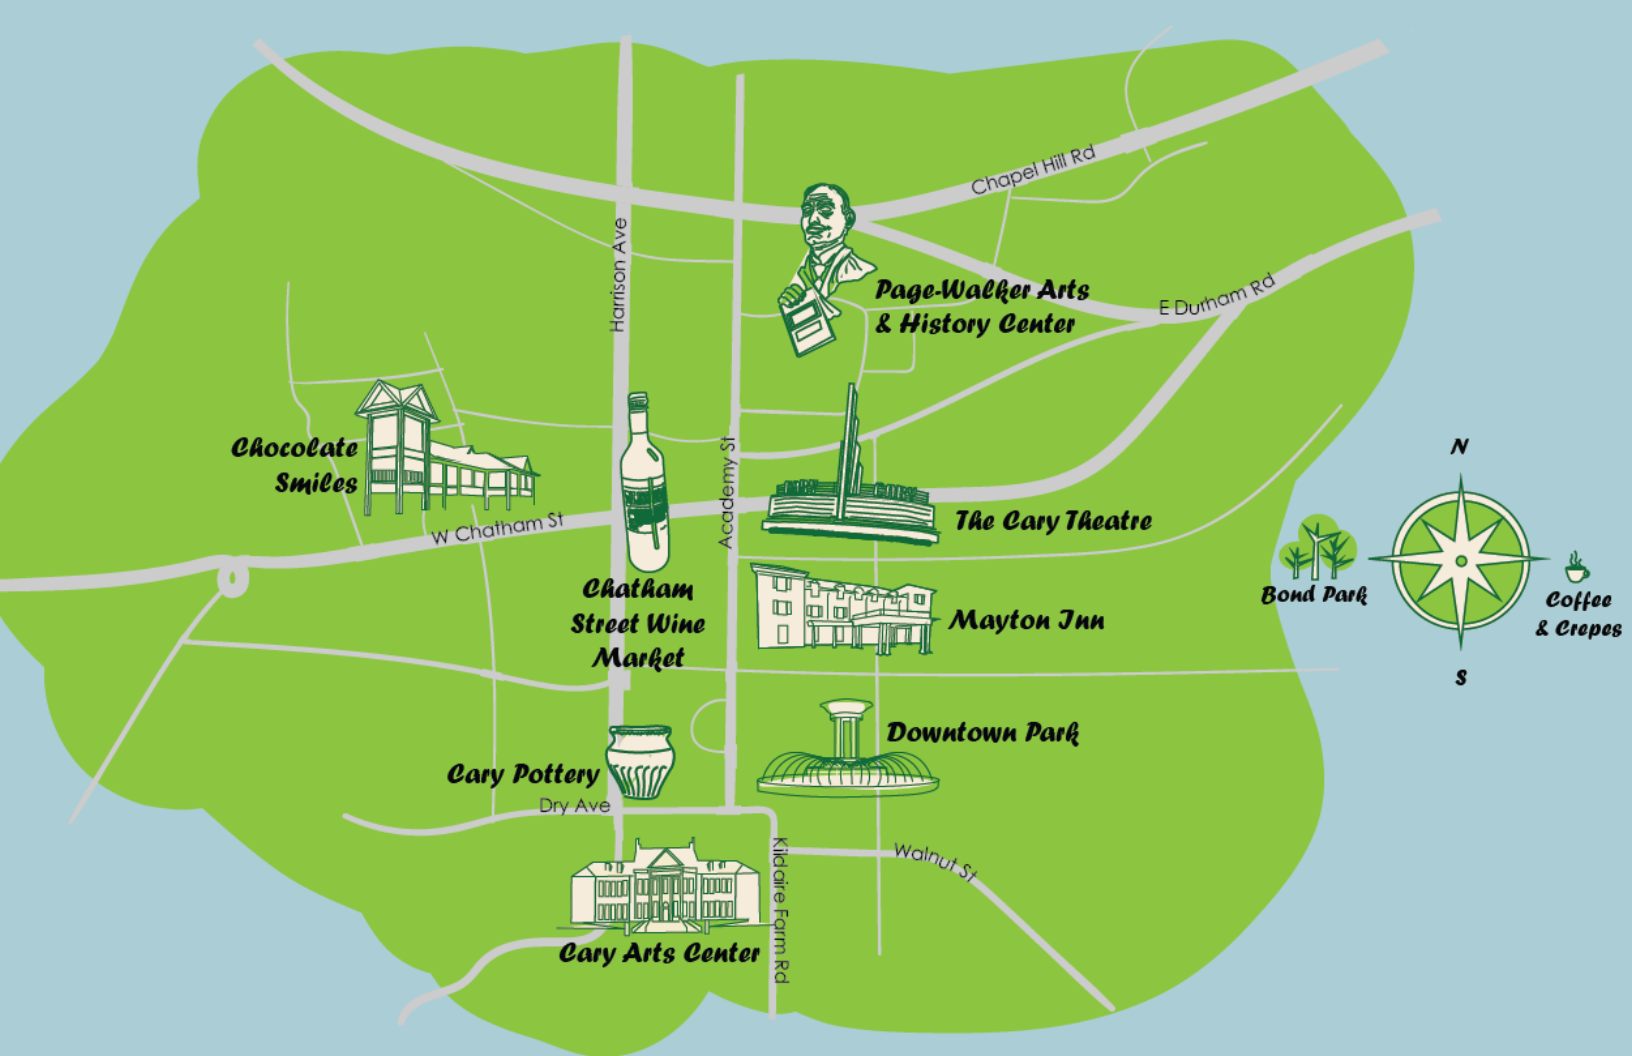 Chapel Hill Rd
Harrison Ave
E Durham Rd
Page-Walker Arts
& History Center
Chocolate
Smiles
W Chatham St
Academy St
CARY
CARY
The Cary Theatre
Chatham
Street Wine
Market
Mayton Inn
N
S
Bond Park
Coffee
& Crepes
Downtown Park
Cary Pottery
Dry Ave
Kildaire Farm Rd
Walnut St
Cary Arts Center